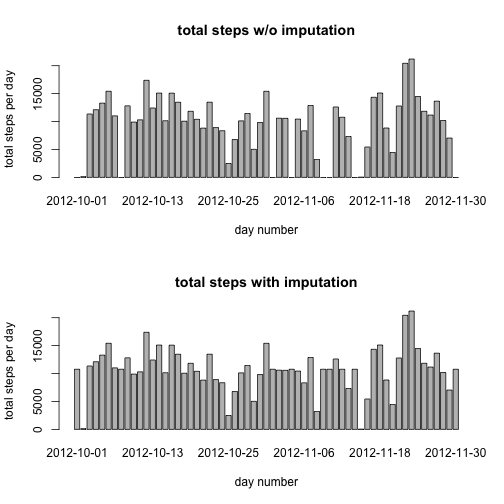 total steps w/o imputation
total steps per day
15000
5000
0
2012-10-01 2012-10-13 2012-10-25 2012-11-06 2012-11-18 2012-11-30
day number
total steps with imputation
total steps per day
15000
5000
0
2012-10-01 2012-10-13 2012-10-25 2012-11-06 2012-11-18 2012-11-30
day number